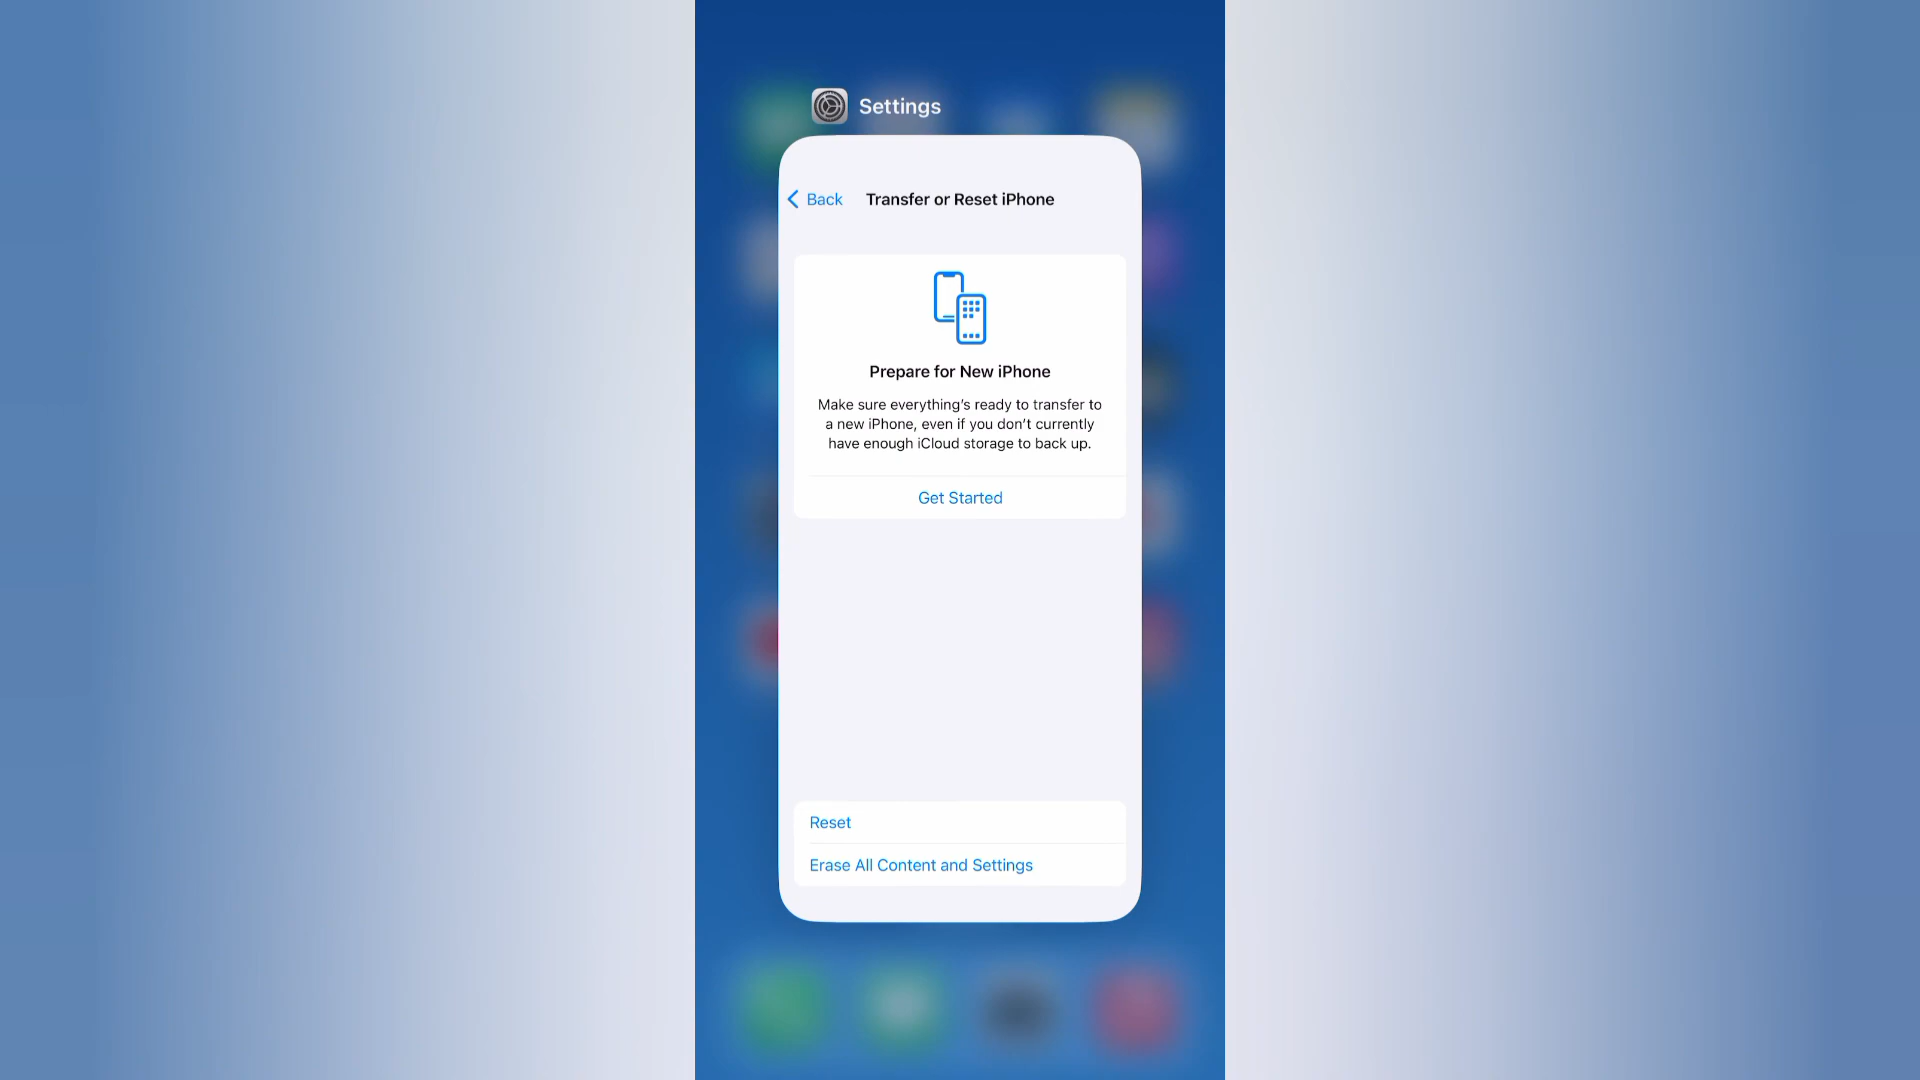 Settings
Back
Transfer or Reset iPhone
Prepare for New iPhone
Make sure everything's ready to transfer to
a new iPhone, even if you don't currently
have enough iCloud storage to back up.
Get Started
Reset
Erase All Content and Settings